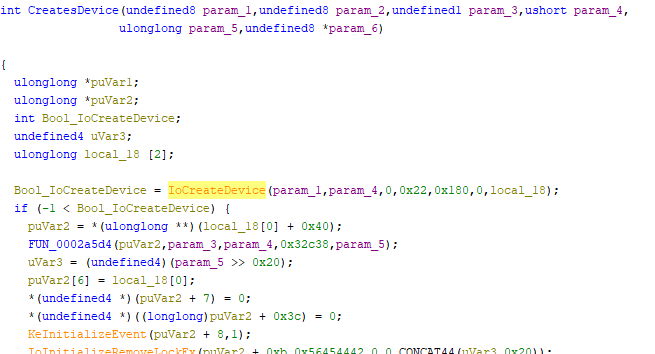 int CreatesDevice(undefined8 param_1,undefined8 param_2,undefined1 param_3,ushort param_4,
ulonglong param_5,undefined8 *param_6)
{
ulonglong *puVar1;
ulonglong *puVar2;
int Bool_IoCreateDevice;
undefined4 uVar3;
ulonglong local_18 [2];
Bool_IoCreateDevice = IoCreateDevice(param_1,param_4,0,0x22,0x180,0,local_18);
if (-1 < Bool_IoCreateDevice) {
puVar2 = *(ulonglong **)(local_18[0] + 0x40);
FUN_0002a5d4(puVar2,param_3,param_4,0x32c38,param_5);
uVar3 = (undefined4)(param_5 >> 0x20);
puVar2[6] = local_18[0];
*(undefined4 *)(puVar2 + 7) = 0;
*(undefined4 *)((longlong)puVar2 + 0x3c) = 0;
KeInitializeEvent(puVar2 + 8,1);
IoInitializeRemoveLockEx(puVar2 + 0xb,0x56454442,0,0,CONCAT44(uVar3,0x20));